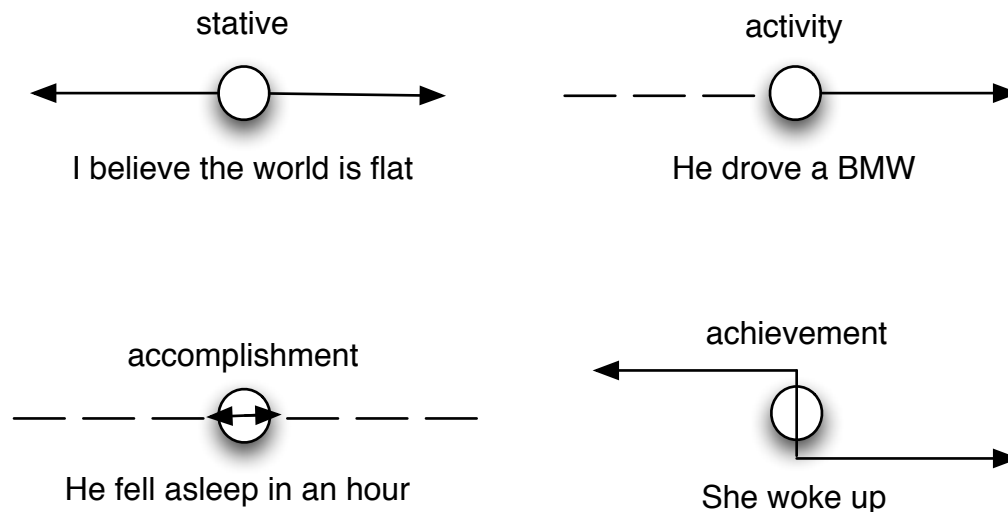 stative
I believe the world is flat
activity
He drove a BMW
accomplishment
He fell asleep in an hour
achievement
She woke up